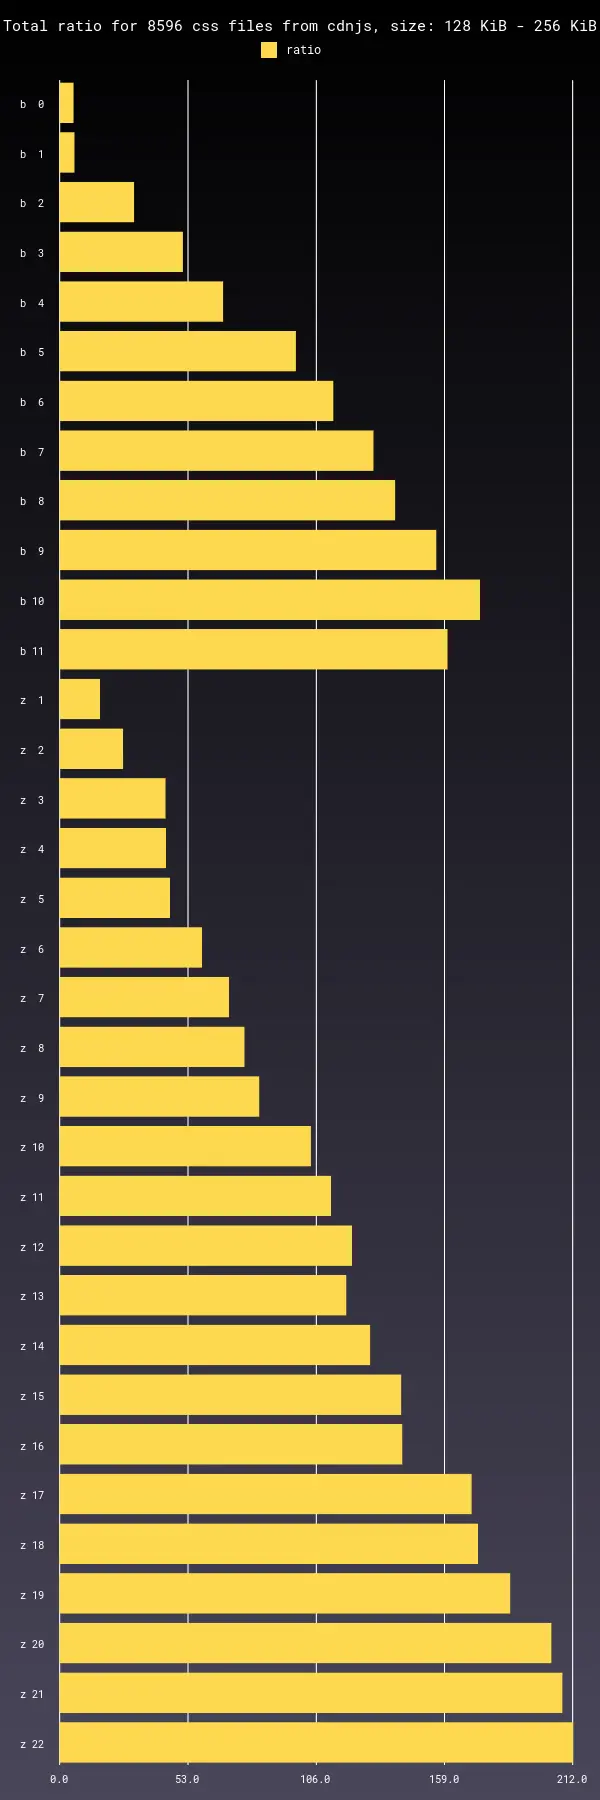 Total ratio for 8596 css files from cdnjs, size: 128 KiB - 256 KiB
ratio
b 0
b 1
b 2
b 3
b 4
b 5
b 6
b 7
b 8
b 9
b 10
b 11
z 1
z 2
z 3
z 4
z 5
z 6
z 7
z 8
z 9
z 10
z 11
z 12
z 13
z 14
z 15
z 16
z 17
z 18
z 19
z 20
z 21
z 22
0.0 53.0 106.0 159.0 212.0